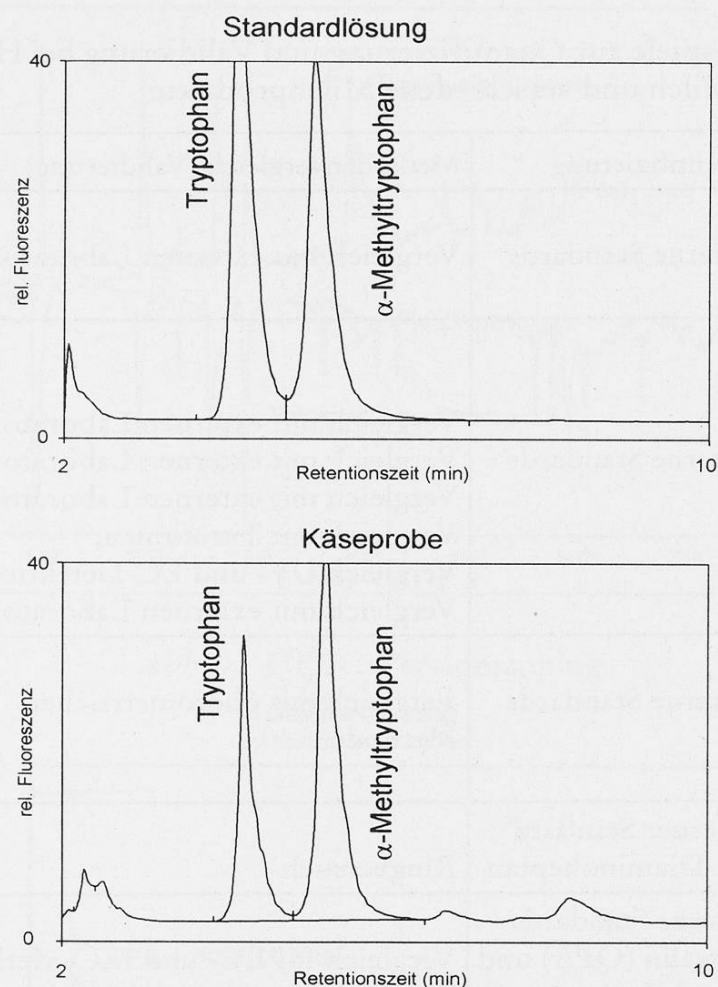 Standardlösung
40
rel. Fluoreszenz
Tryptophan
α-Methyltryptophan
0
2
Retentionszeit (min)
10
Käseprobe
40
rel. Fluoreszenz
Tryptophan
α-Methyltryptophan
0
2
Retentionszeit (min)
10